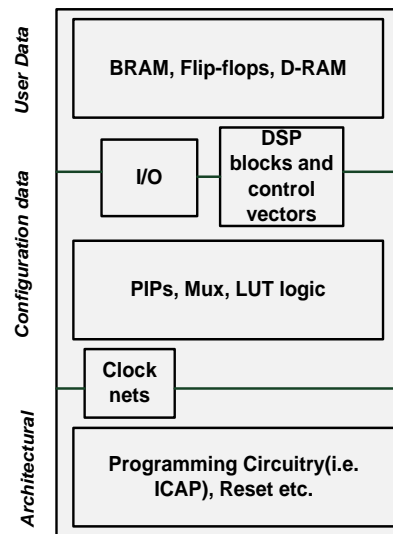 User Data
BRAM, Flip-flops, D-RAM
I/O
DSP
blocks and
control
vectors
Configuration data
PIPs, Mux, LUT logic
Clock
nets
Architectural
Programming Circuitry(i.e.
ICAP), Reset etc.